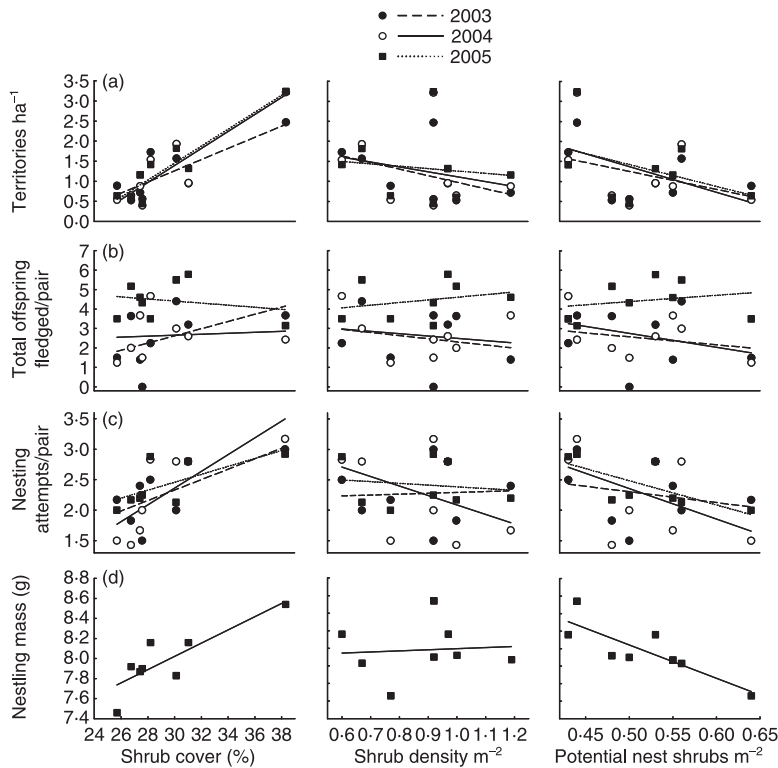 2003
2004
2005
(a)
Territories ha⁻¹
3·5
3·0
2·5
2·0
1·5
1·0
0·5
0·0
(b)
Total offspring
fledged/pair
7
6
5
4
3
2
1
0
(c)
Nesting
attempts/pair
3·5
3·0
2·5
2·0
1·5
(d)
Nestling mass (g)
8·8
8·6
8·4
8·2
8·0
7·8
7·6
7·4
24 26 28 30 32 34 36 38
Shrub cover (%)
0·6 0·7 0·8 0·9 1·0 1·1 1·2
Shrub density m⁻²
0·45 0·50 0·55 0·60 0·65
Potential nest shrubs m⁻²